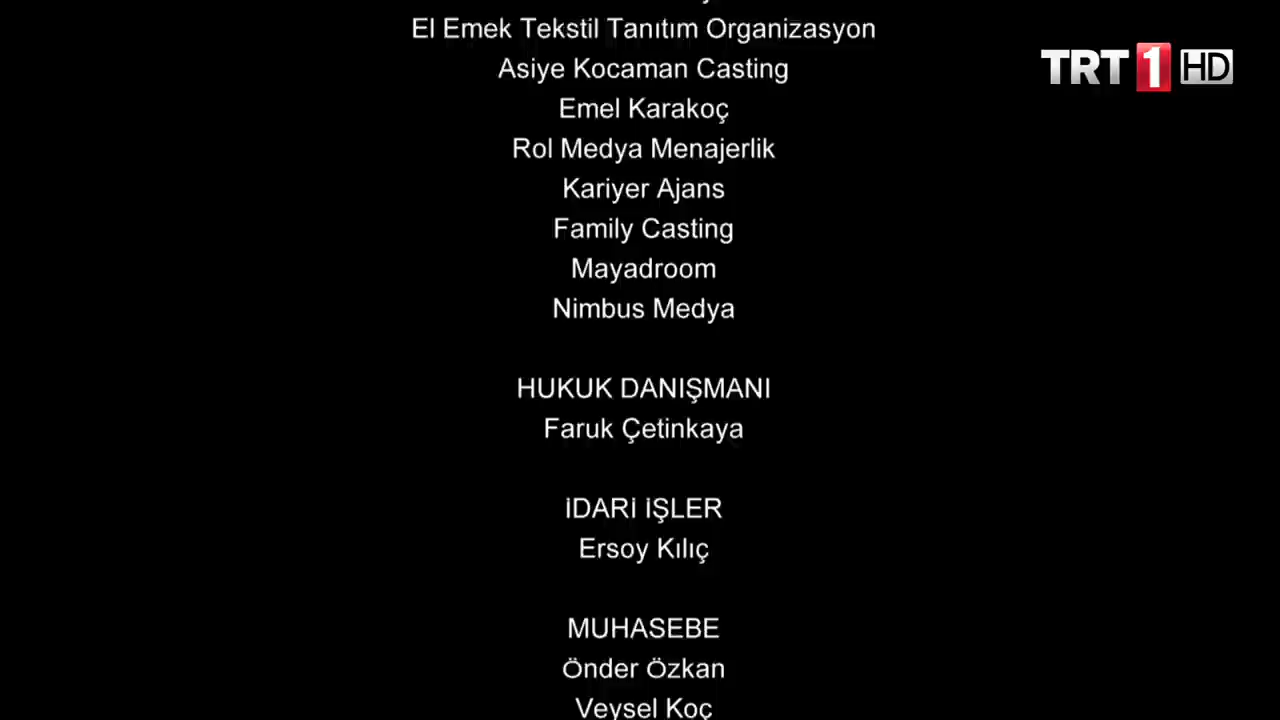 El Emek Tekstil Tanıtım Organizasyon
Asiye Kocaman Casting
Emel Karakoç
Rol Medya Menajerlik
Kariyer Ajans
Family Casting
Mayadroom
Nimbus Medya
HUKUK DANIŞMANI
Faruk Çetinkaya
İDARİ İŞLER
Ersoy Kılıç
MUHASEBE
Önder Özkan
Veysel Koç
TRT 1 HD